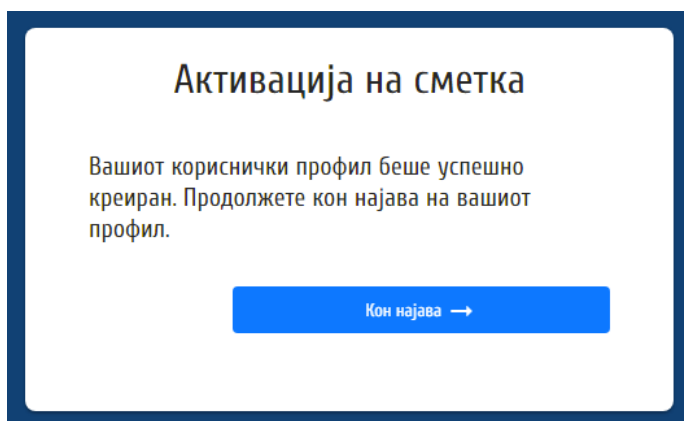 Активација на сметка
Вашиот кориснички профил беше успешно
креиран. Продолжете кон најава на вашиот
профил.
Кон најава →